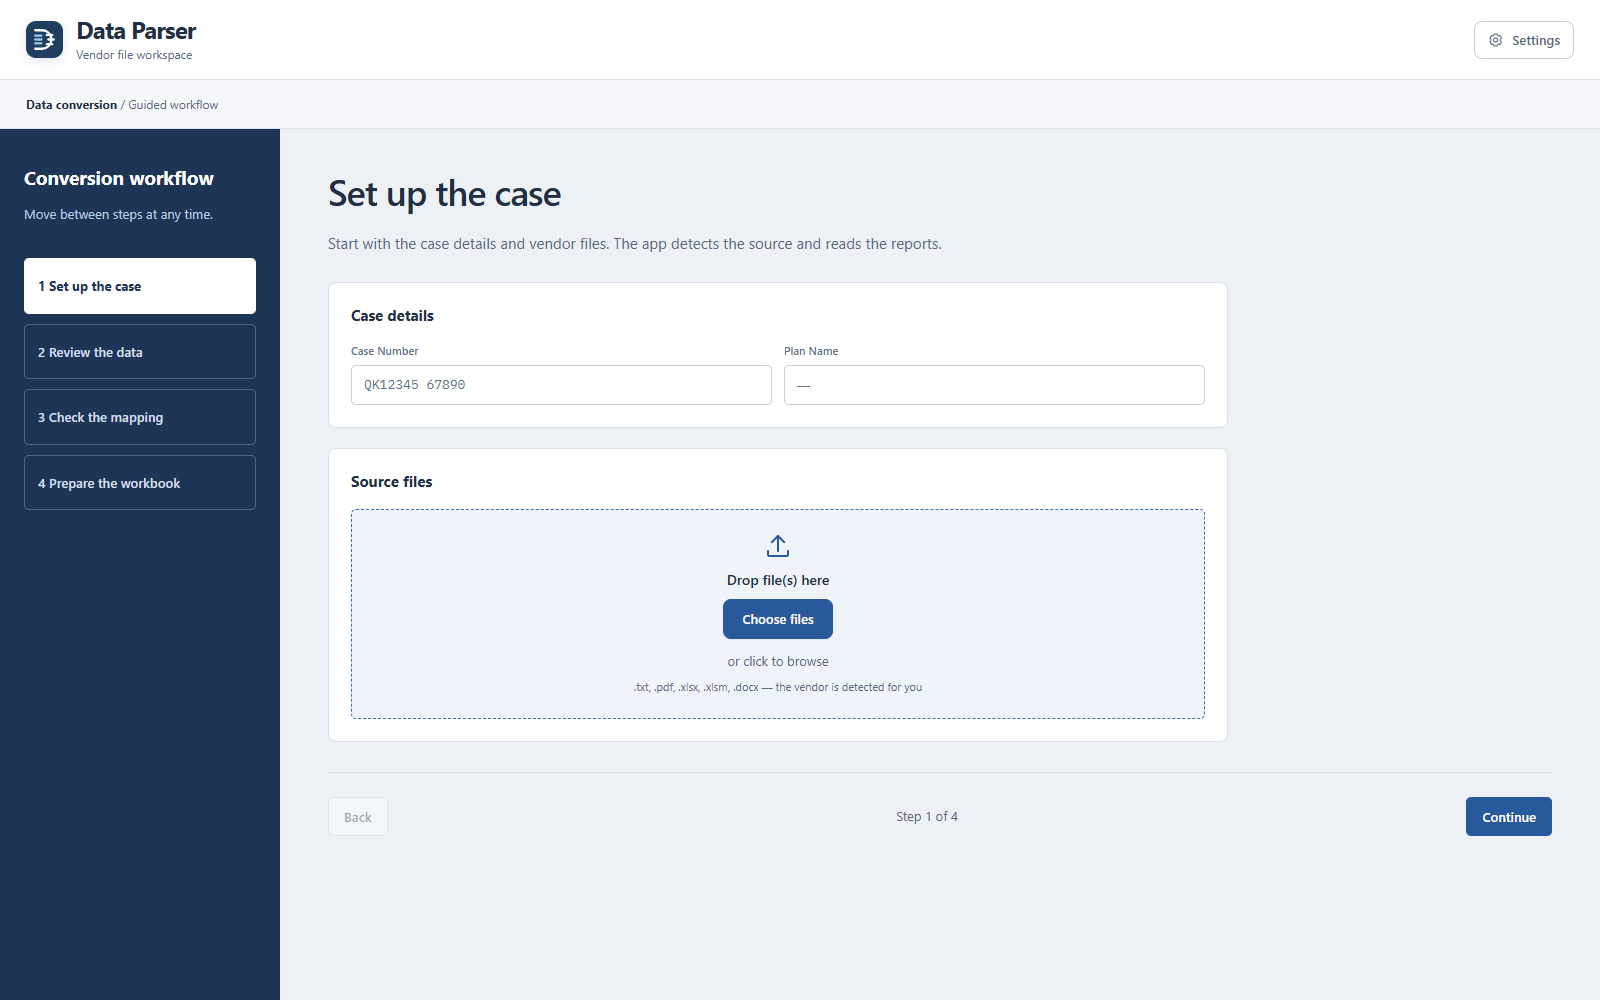 Data Parser
Vendor file workspace
Settings
Data conversion / Guided workflow
Conversion workflow
Move between steps at any time.
1 Set up the case
2 Review the data
3 Check the mapping
4 Prepare the workbook
Set up the case
Start with the case details and vendor files. The app detects the source and reads the reports.
Case details
Case Number
Plan Name
QK12345 67890
—
Source files
Drop file(s) here
Choose files
or click to browse
.txt, .pdf, .xlsx, .xlsm, .docx — the vendor is detected for you
Back
Step 1 of 4
Continue